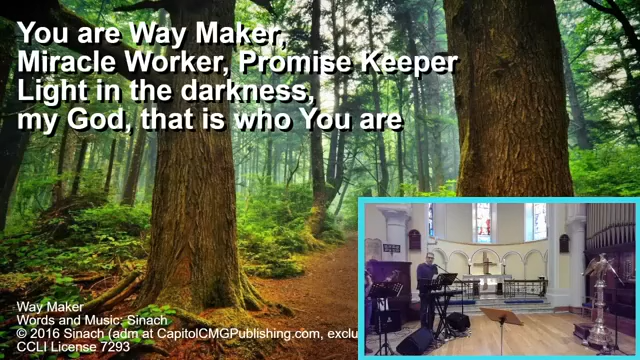 You are Way Maker,
Miracle Worker, Promise Keeper
Light in the darkness,
my God, that is who You are
Way Maker
Words and Music: Sinach
© 2016 Sinach (adm at CapitolCMGPublishing.com, exclu
CCLI License 7293